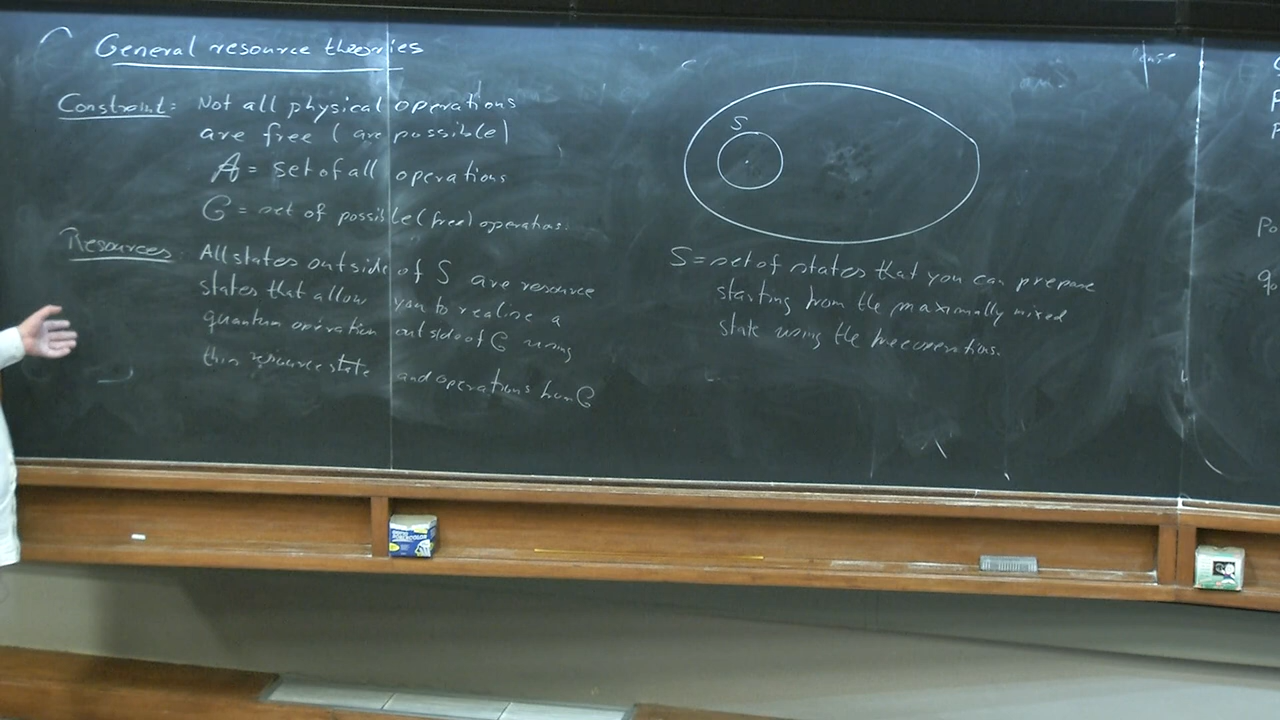 General resource theories
Constraint: Not all physical operations
are free (are possible)
A = set of all operations
G = set of possible (free) operations.
Resources: All states outside of S are resource
states that allow you to realise a
quantum operation outside of G using
this resource state and operations from G
S
S = set of states that you can prepare
starting from the maximally mixed
state using the free operations.
Po